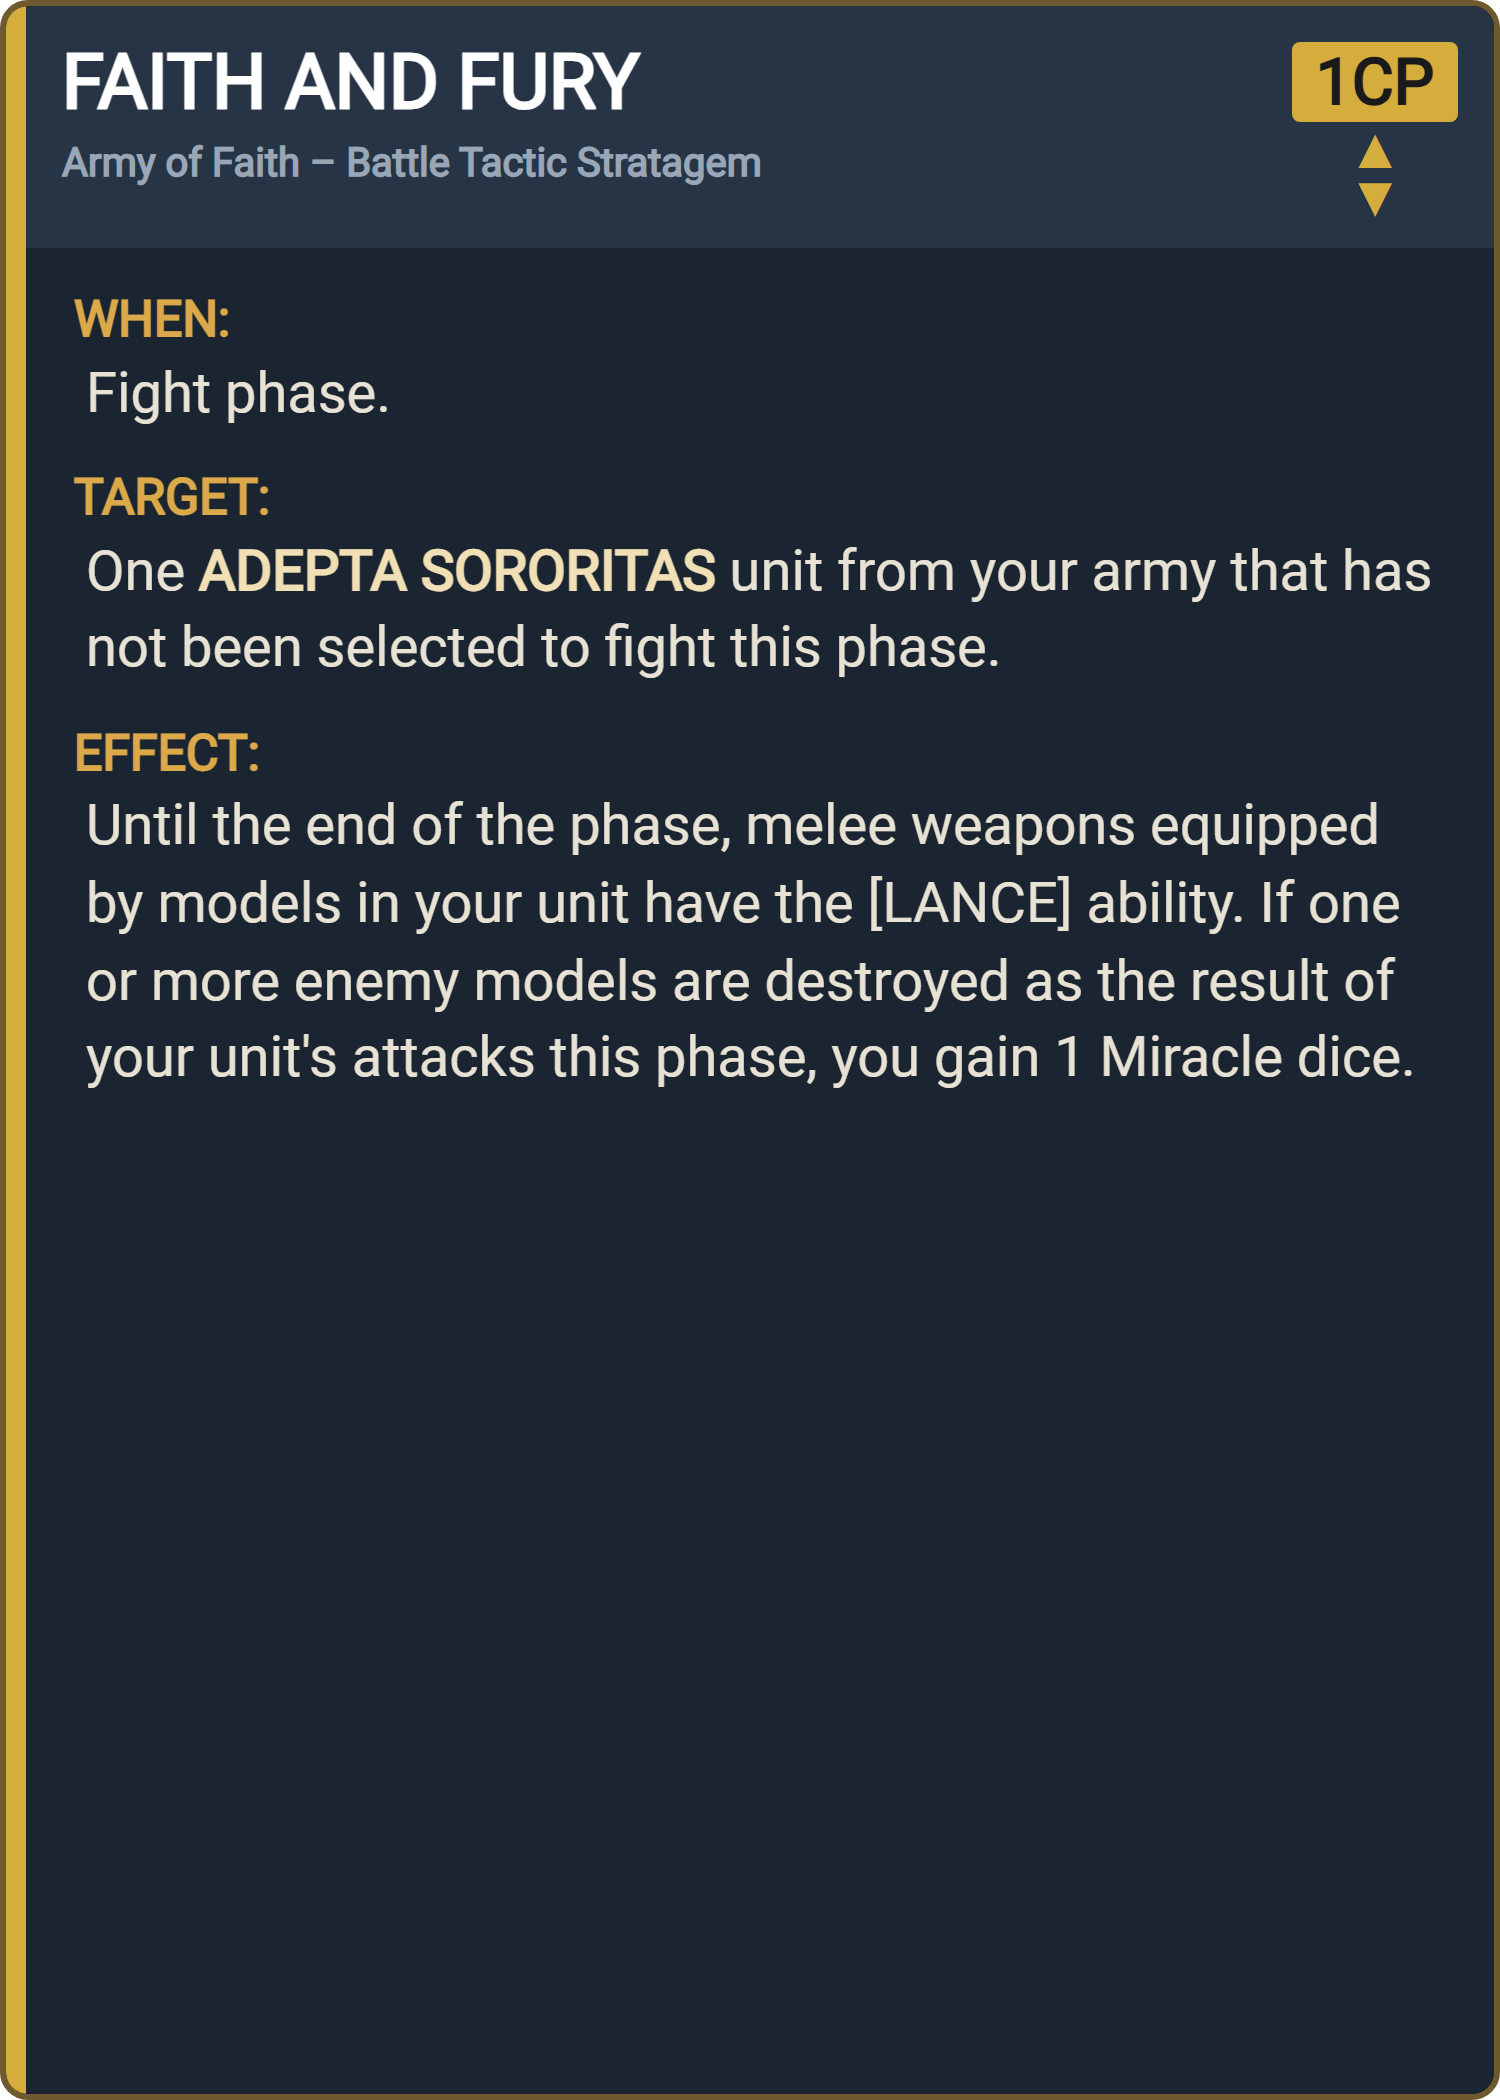 FAITH AND FURY
1CP
Army of Faith – Battle Tactic Stratagem
WHEN:
Fight phase.
TARGET:
One ADEPTA SORORITAS unit from your army that has
not been selected to fight this phase.
EFFECT:
Until the end of the phase, melee weapons equipped
by models in your unit have the [LANCE] ability. If one
or more enemy models are destroyed as the result of
your unit's attacks this phase, you gain 1 Miracle dice.